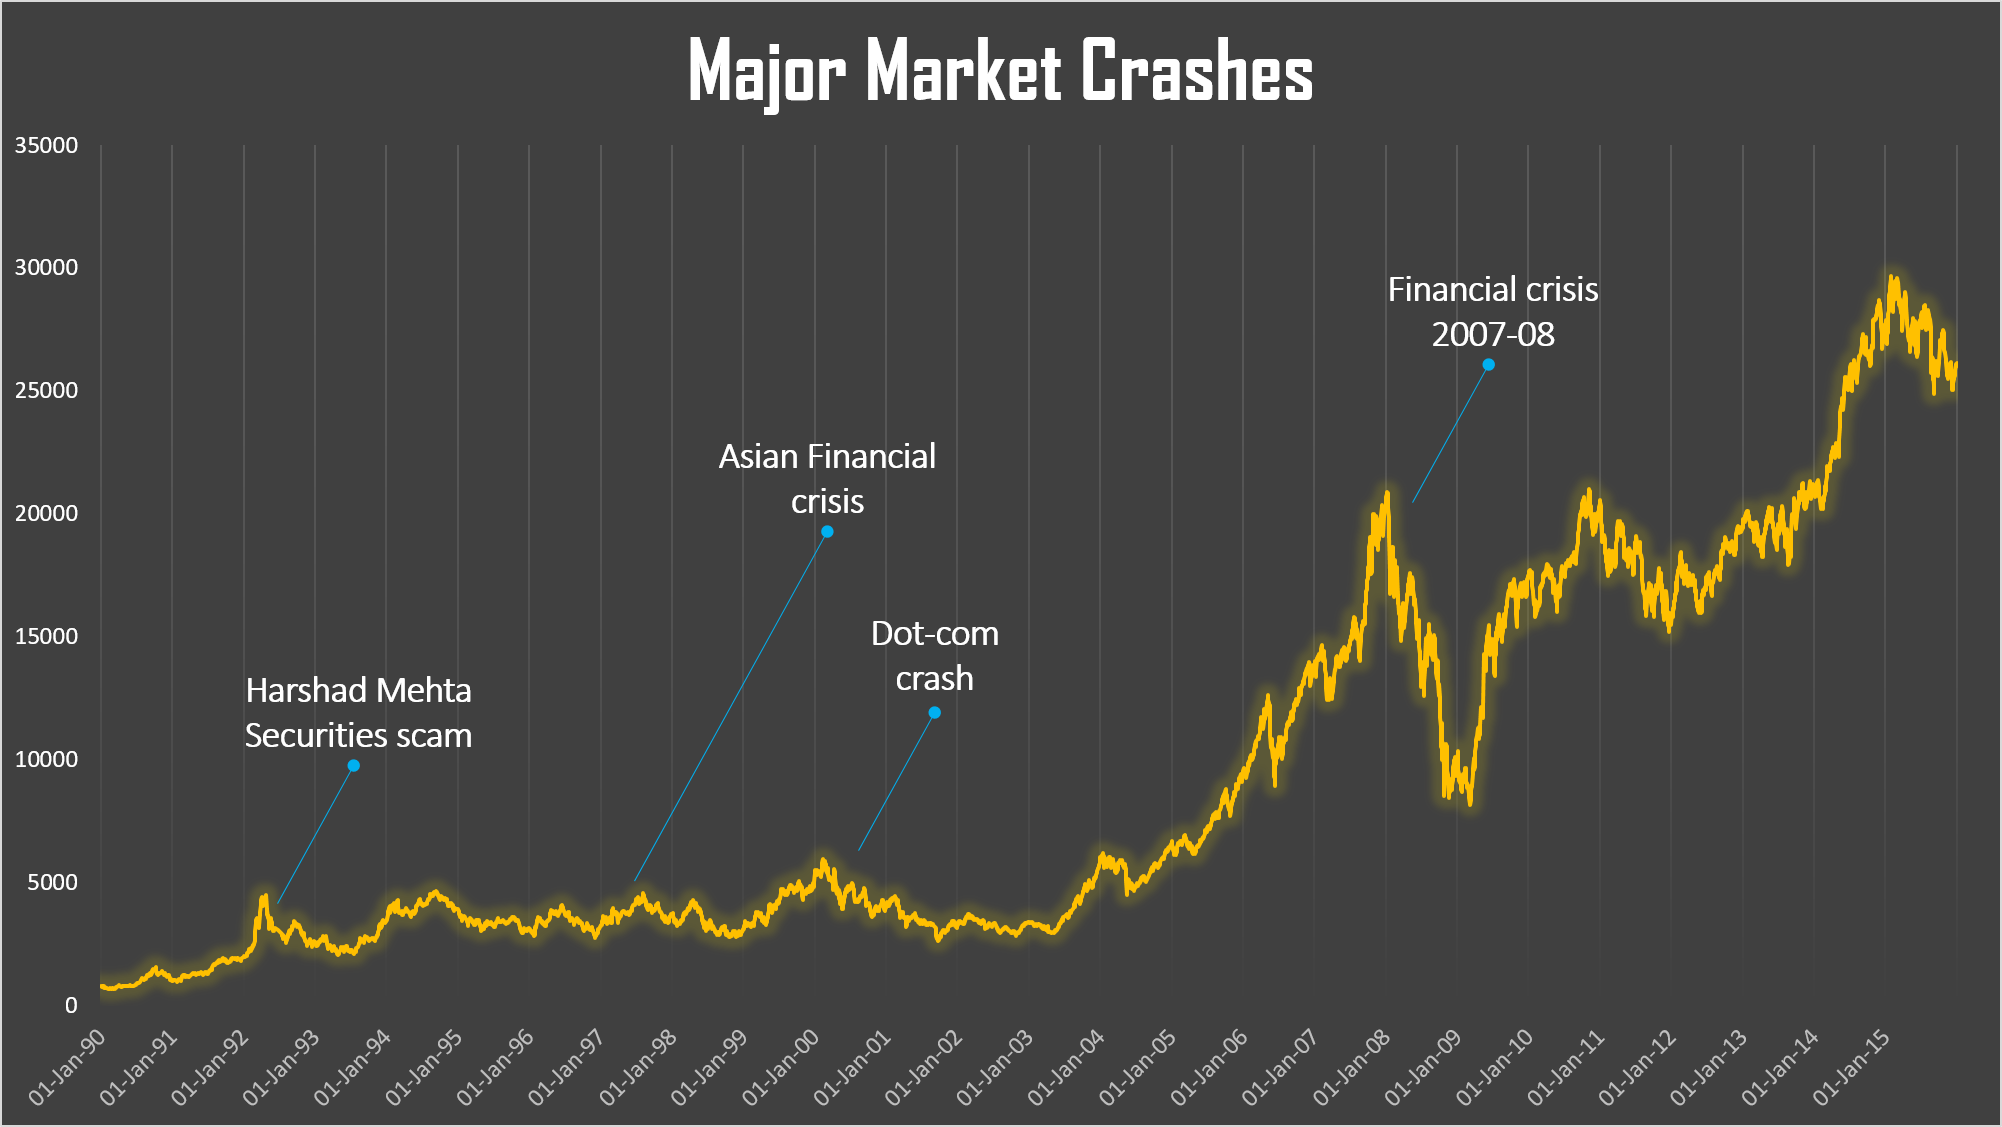 Major Market Crashes
35000
30000
25000
20000
15000
10000
5000
0
Financial crisis
2007-08
Asian Financial
crisis
Dot-com
crash
Harshad Mehta
Securities scam
01-Jan-90
01-Jan-91
01-Jan-92
01-Jan-93
01-Jan-94
01-Jan-95
01-Jan-96
01-Jan-97
01-Jan-98
01-Jan-99
01-Jan-00
01-Jan-01
01-Jan-02
01-Jan-03
01-Jan-04
01-Jan-05
01-Jan-06
01-Jan-07
01-Jan-08
01-Jan-09
01-Jan-10
01-Jan-11
01-Jan-12
01-Jan-13
01-Jan-14
01-Jan-15